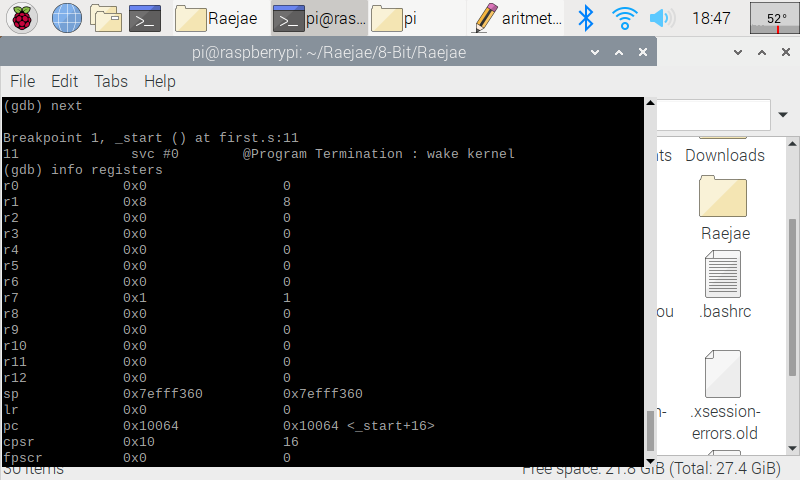 Raejae
pi@ras...
pi
aritmet...
18:47
52°
pi@raspberrypi: ~/Raejae/8-Bit/Raejae
File Edit Tabs Help
(gdb) next
Breakpoint 1, _start () at first.s:11
11 svc #0 @Program Termination : wake kernel
(gdb) info registers
r0 0x0 0
r1 0x8 8
r2 0x0 0
r3 0x0 0
r4 0x0 0
r5 0x0 0
r6 0x0 0
r7 0x1 1
r8 0x0 0
r9 0x0 0
r10 0x0 0
r11 0x0 0
r12 0x0 0
sp 0x7efff360 0x7efff360
lr 0x0 0
pc 0x10064 0x10064 <_start+16>
cpsr 0x10 16
fpscr 0x0 0
nts
Downloads
Raejae
ou
.bashrc
n-
.xsession-
errors.old
30 items
Free space: 21.8 GiB (Total: 27.4 GiB)